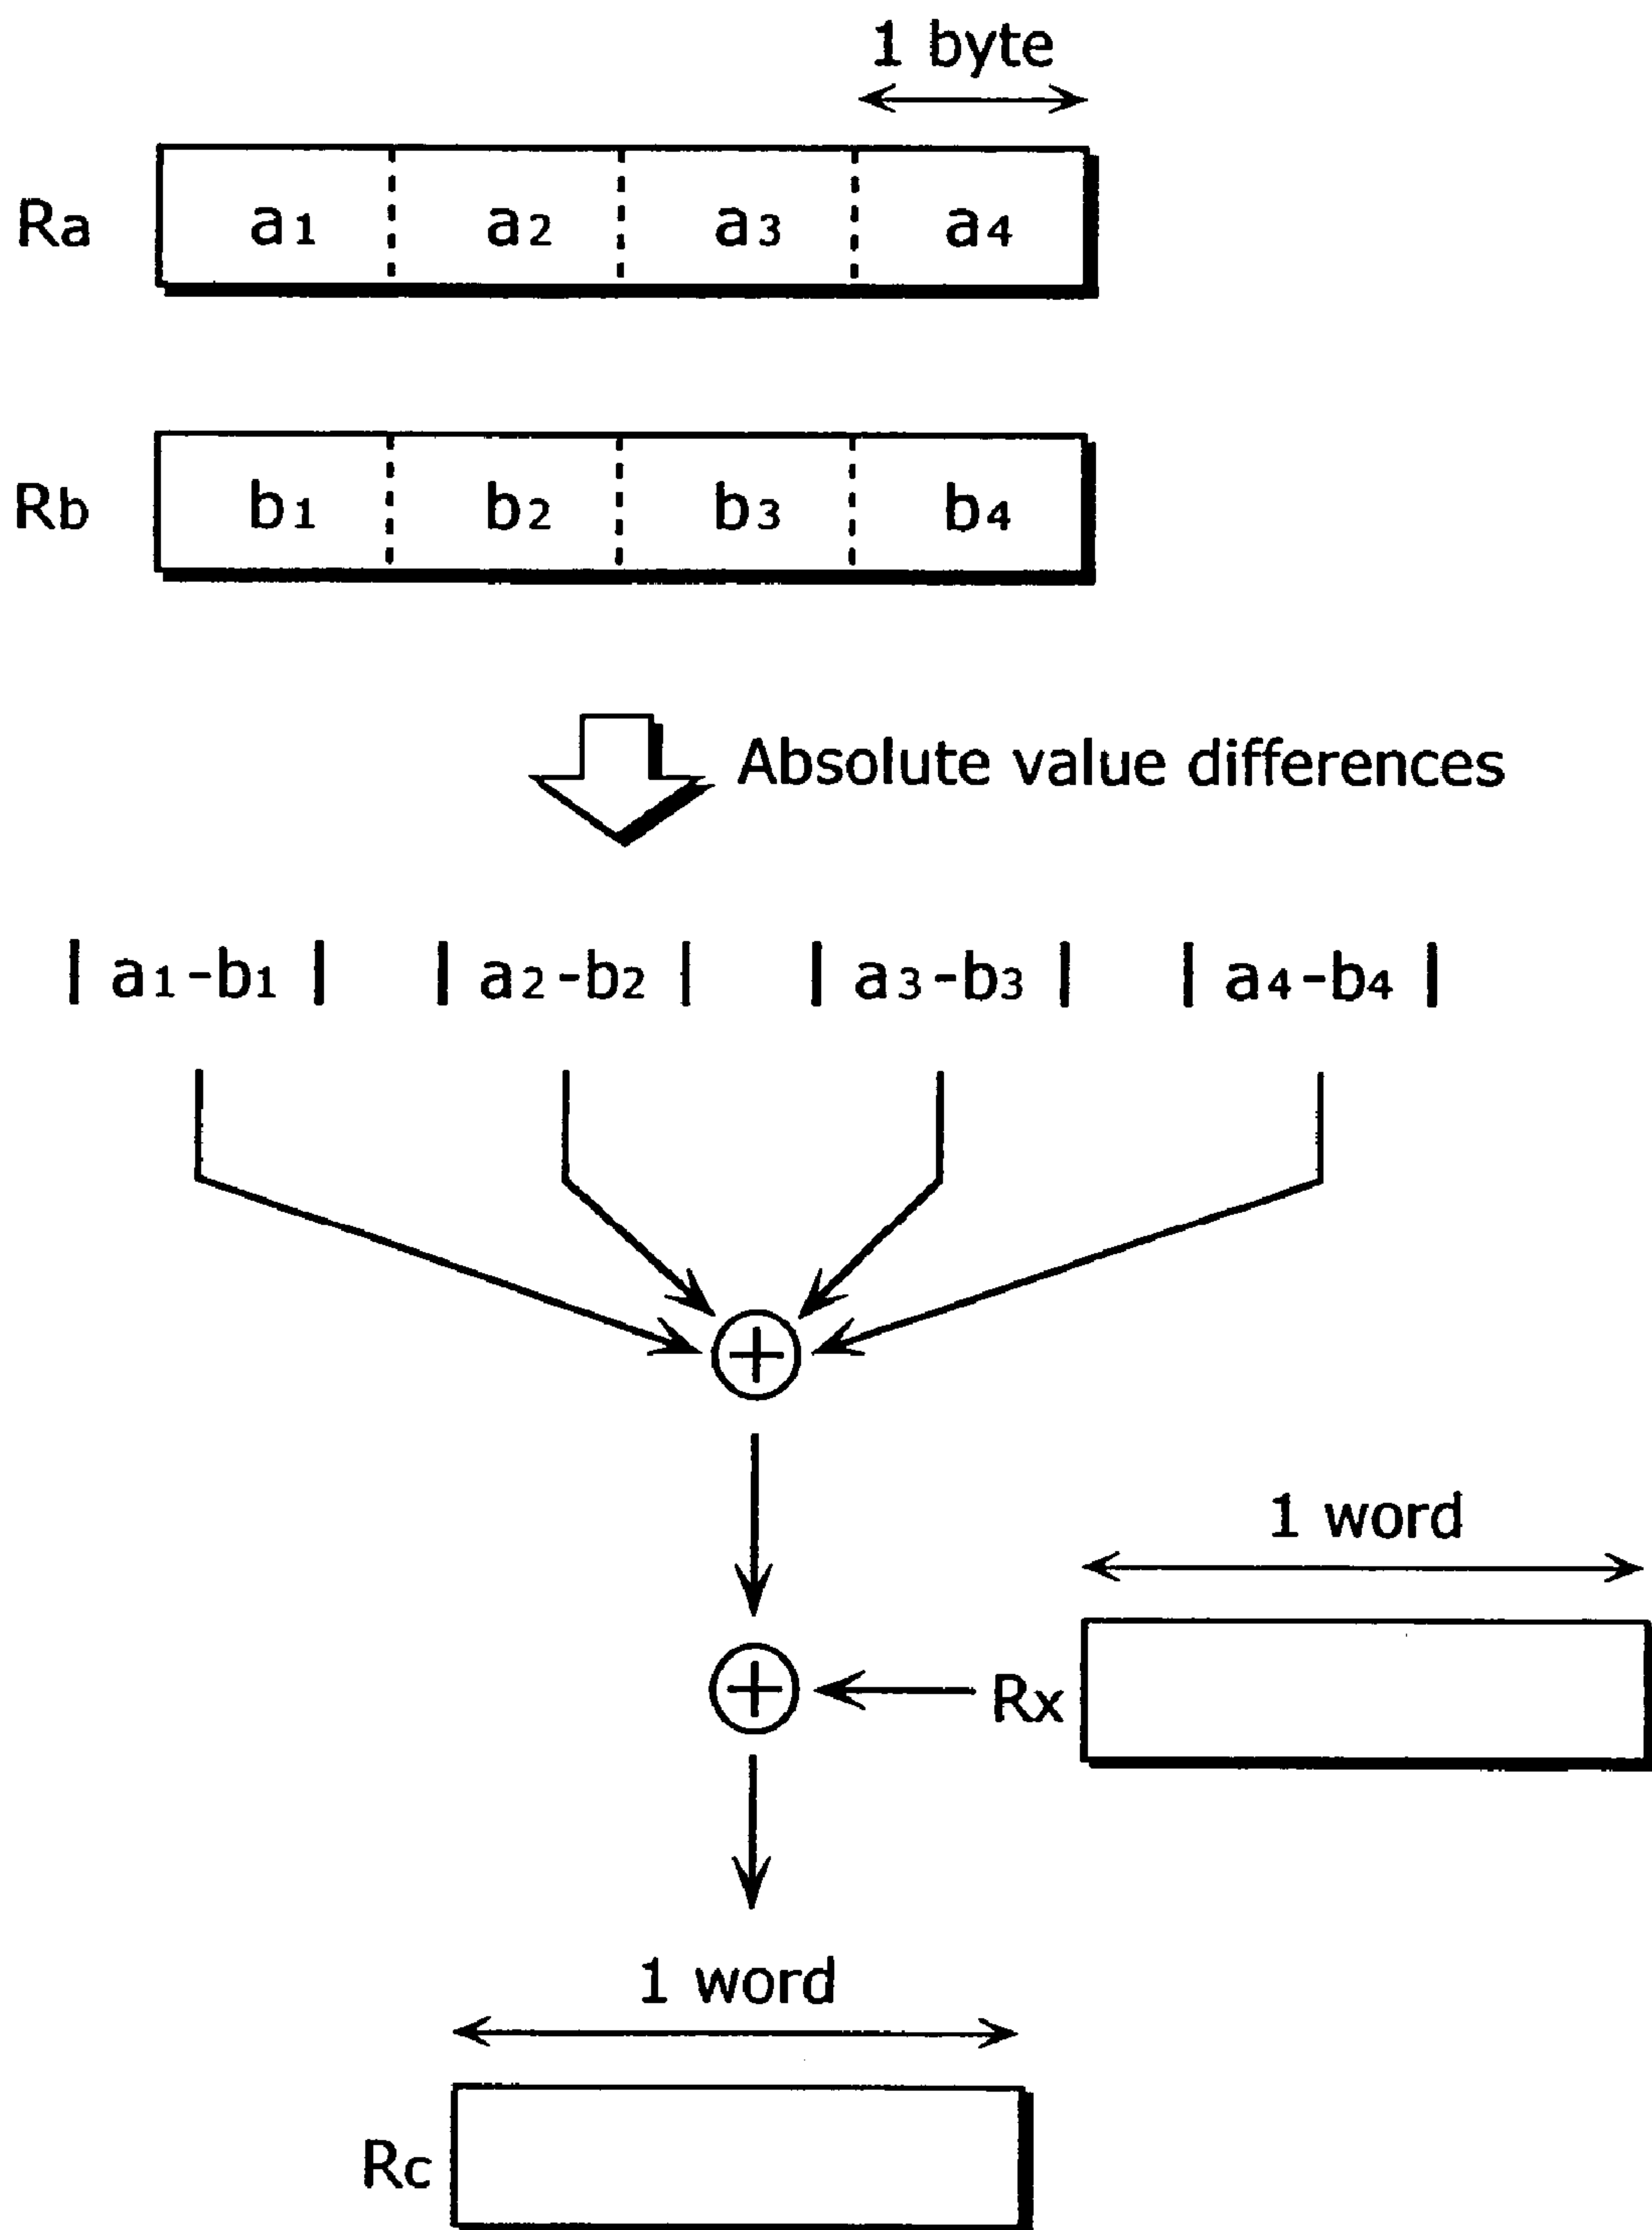 1 byte
Ra a1 a2 a3 a4
Rb b1 b2 b3 b4
Absolute value differences
| a1-b1 | | a2-b2 | | a3-b3 | | a4-b4 |
+
1 word
+ Rx
1 word
Rc